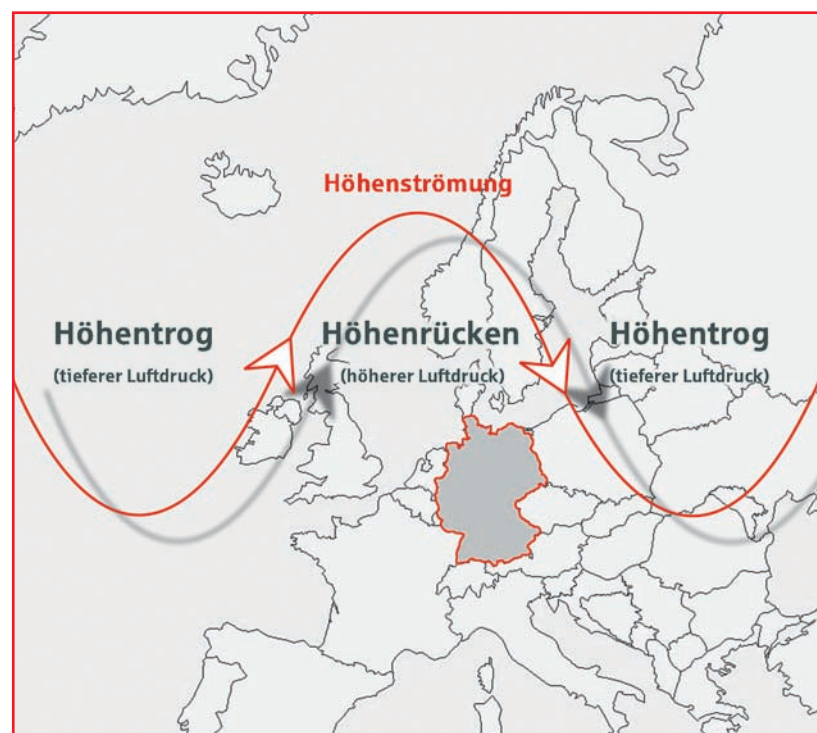 Höhenströmung
Höhentrog
(tieferer Luftdruck)
Höhenrücken
(höherer Luftdruck)
Höhentrog
(tieferer Luftdruck)